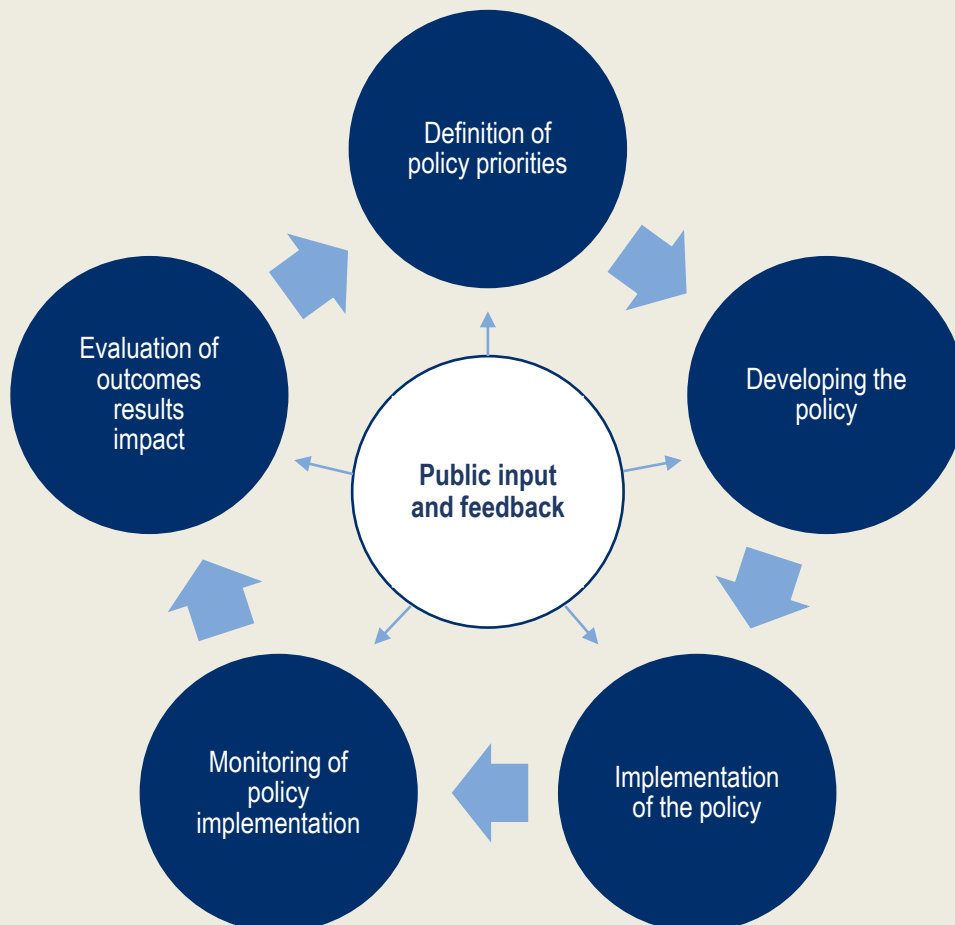 Definition of
policy priorities
Developing the
policy
Implementation
of the policy
Monitoring of
policy
implementation
Evaluation of
outcomes
results
impact
Public input
and feedback